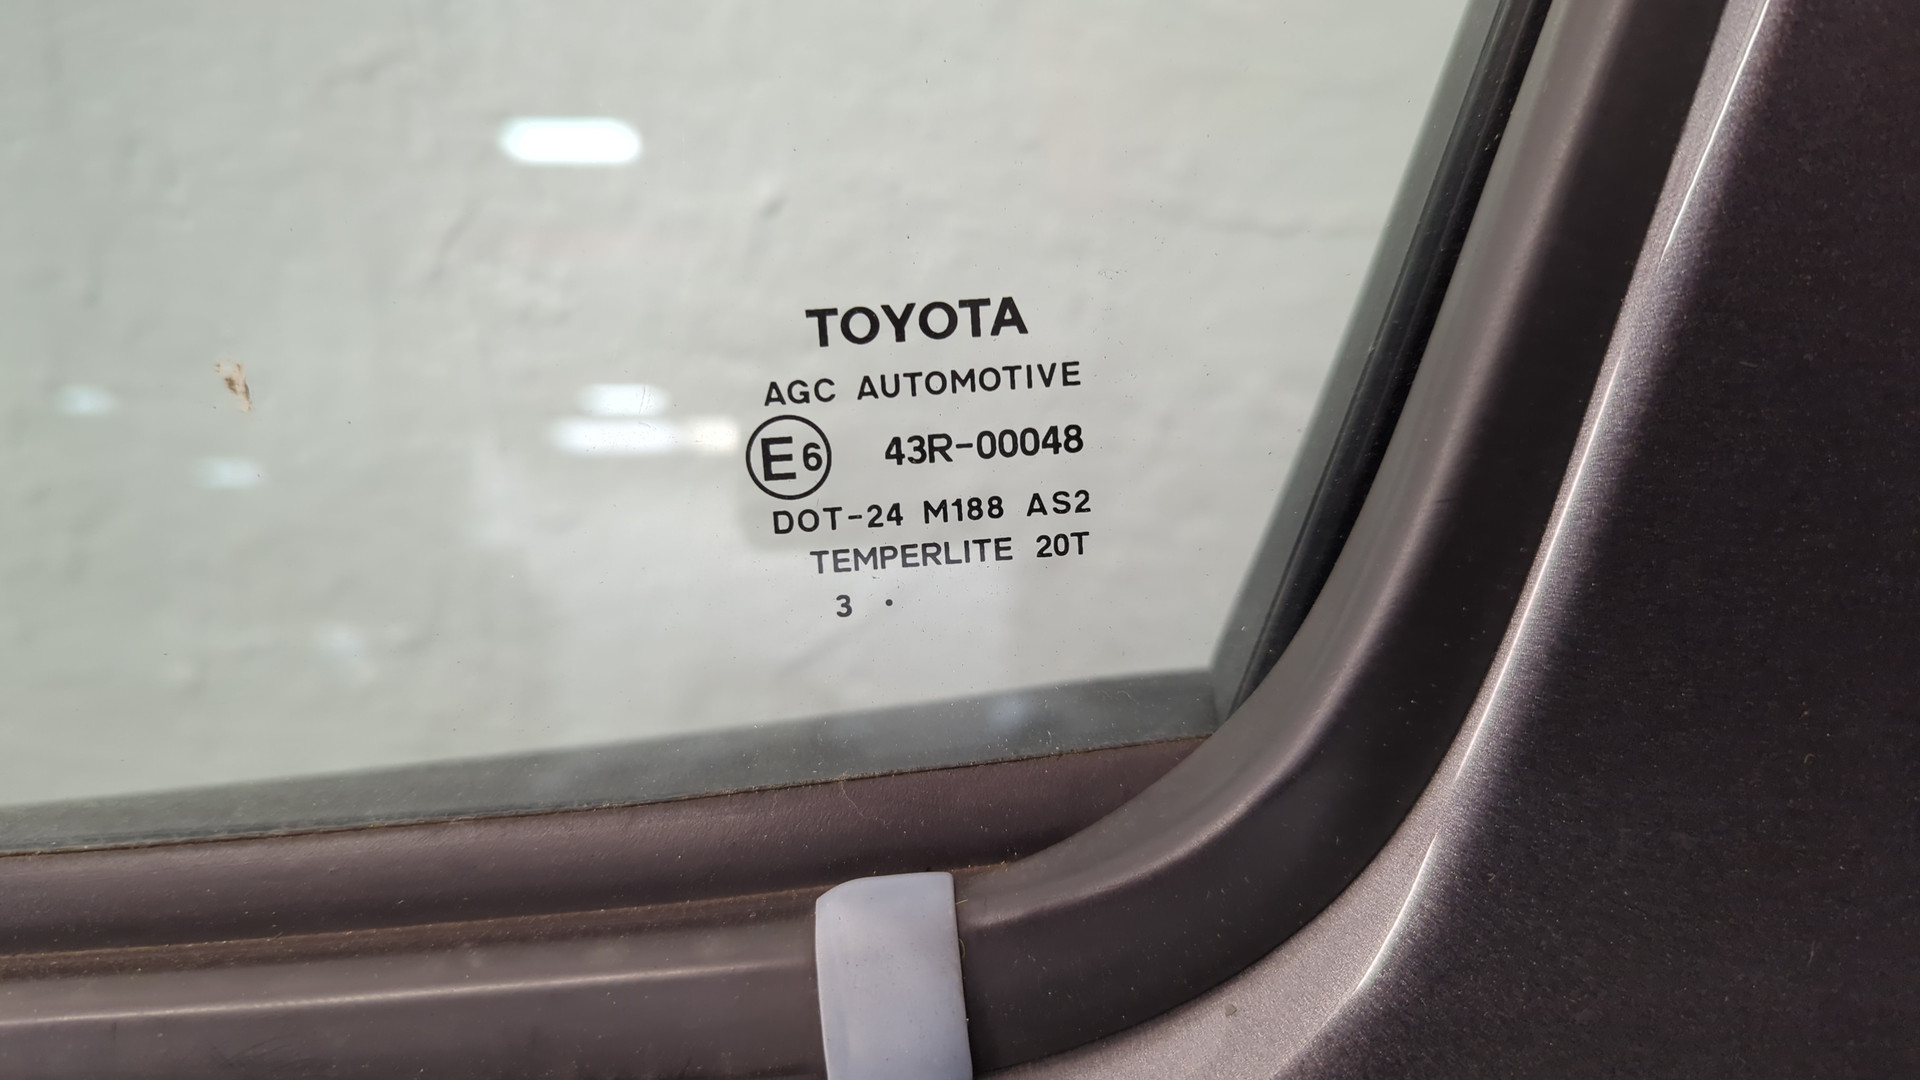 TOYOTA
AGC AUTOMOTIVE
E6 43R-00048
DOT-24 M188 AS2
TEMPERLITE 20T
3 ·